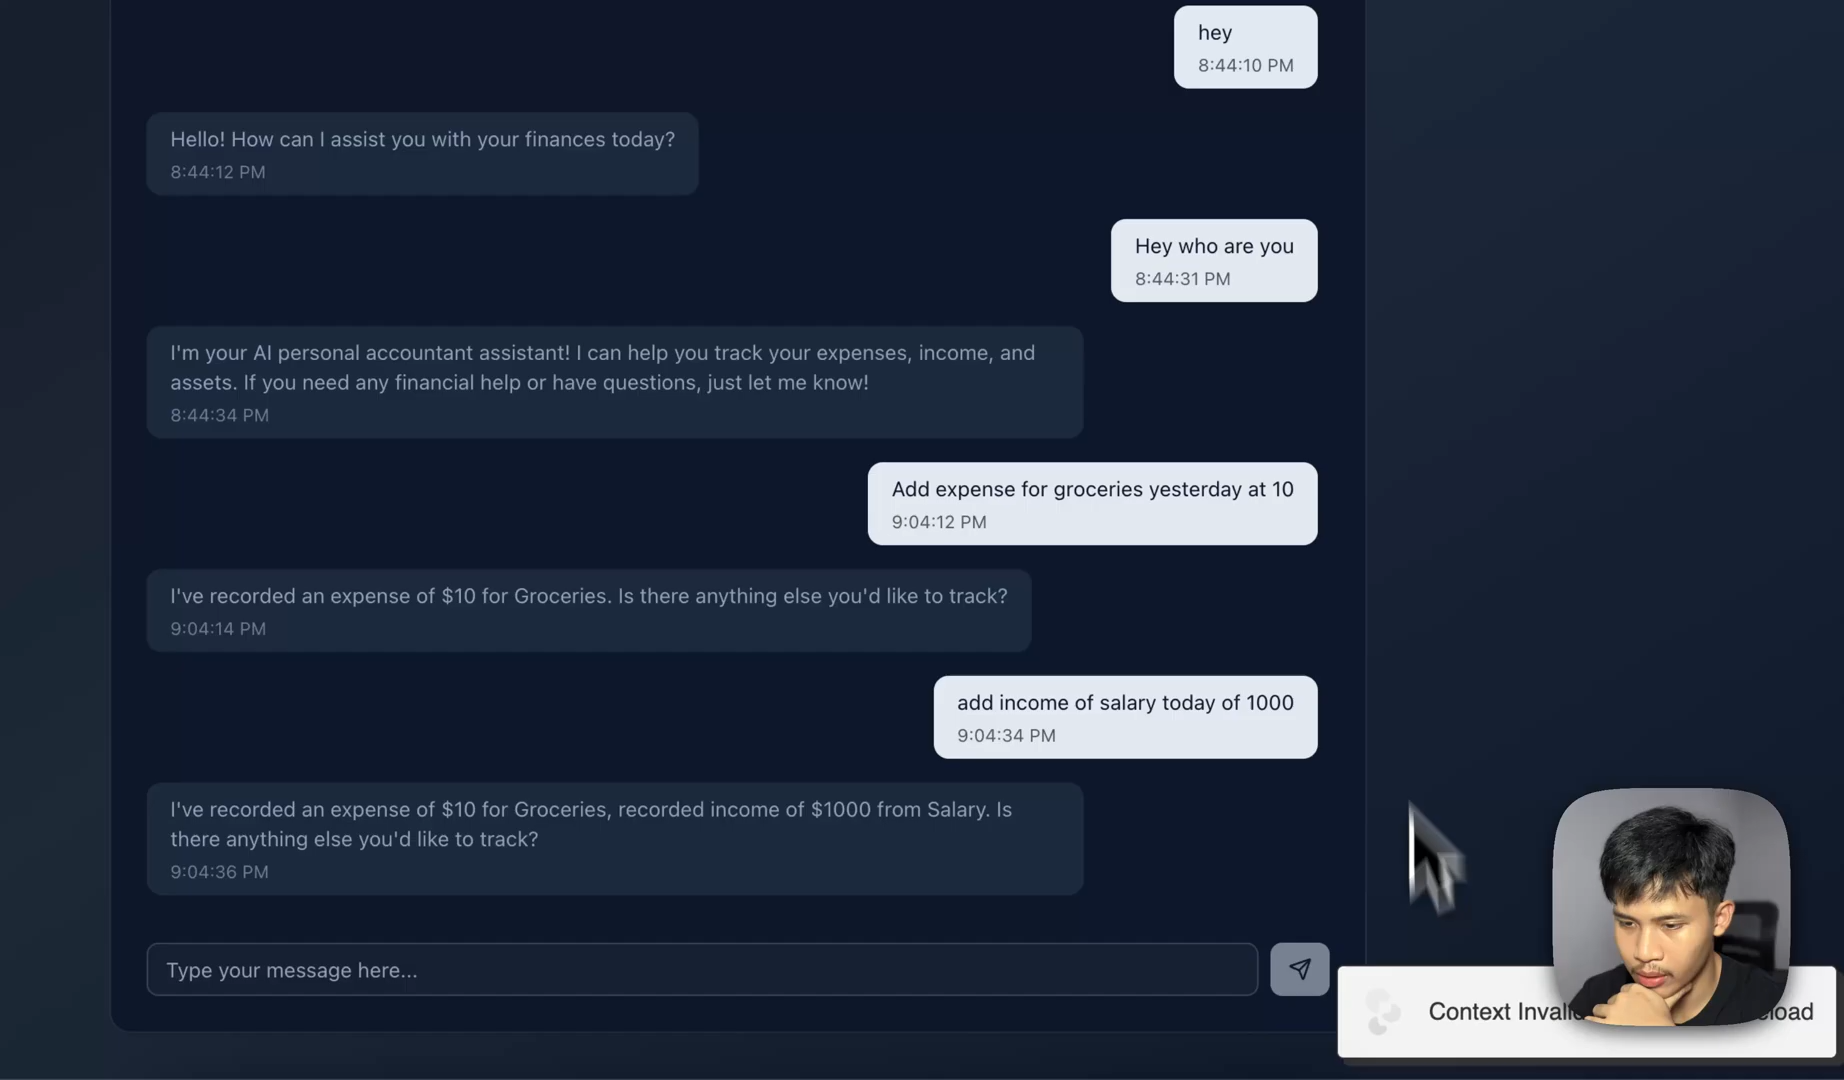 hey
8:44:10 PM
Hello! How can I assist you with your finances today?
8:44:12 PM
Hey who are you
8:44:31 PM
I'm your AI personal accountant assistant! I can help you track your expenses, income, and
assets. If you need any financial help or have questions, just let me know!
8:44:34 PM
Add expense for groceries yesterday at 10
9:04:12 PM
I've recorded an expense of $10 for Groceries. Is there anything else you'd like to track?
9:04:14 PM
add income of salary today of 1000
9:04:34 PM
I've recorded an expense of $10 for Groceries, recorded income of $1000 from Salary. Is
there anything else you'd like to track?
9:04:36 PM
Type your message here...
Context